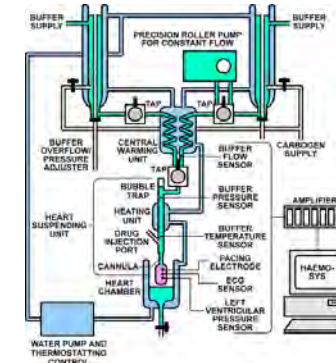 BUFFER
SUPPLY
PRECISION ROLLER PUMP
FOR CONSTANT FLOW
BUFFER
SUPPLY
TAP
TAP
BUFFER
OVERFLOW/
PRESSURE
ADJUSTER
CENTRAL
WARMING
UNIT
BUFFER
FLOW
SENSOR
CARBOGEN
SUPPLY
TAP
BUBBLE
TRAP
BUFFER
PRESSURE
SENSOR
AMPLIFIER
HEART
SUSPENDING
UNIT
HEATING
UNIT
DRUG
INJECTION
PORT
BUFFER
TEMPERATURE
SENSOR
PACING
ELECTRODE
HAEMO-
SYS
CANNULA
HEART
CHAMBER
ECG
SENSOR
LEFT
VENTRICULAR
PRESSURE
SENSOR
WATER PUMP AND
THERMOSTATTING
CONTROL